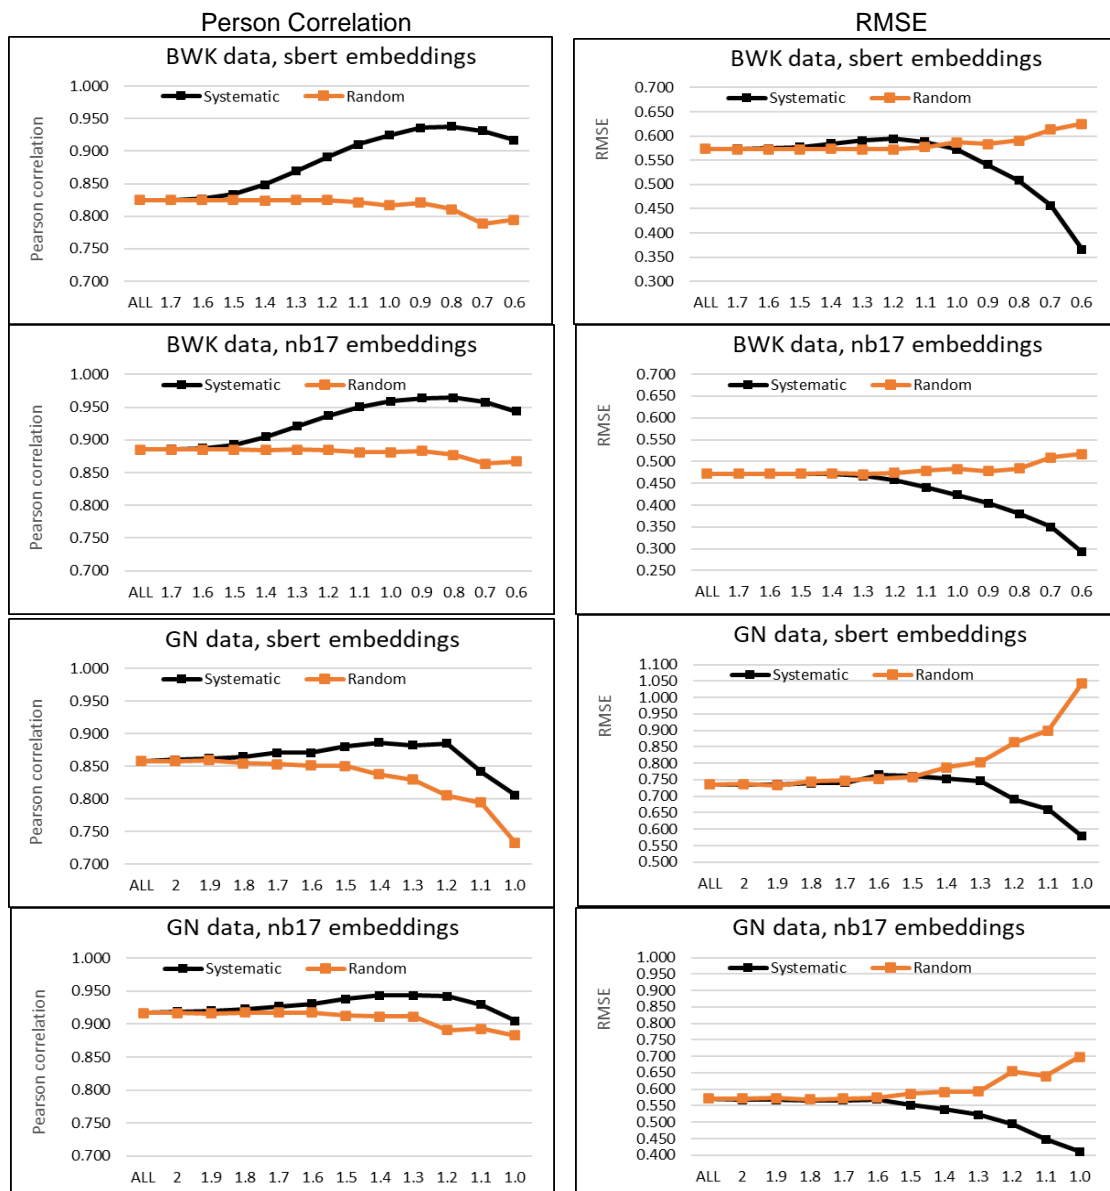 Person Correlation
RMSE
BWK data, sbert embeddings
Systematic Random
Pearson correlation
1.000
0.950
0.900
0.850
0.800
0.750
0.700
ALL 1.7 1.6 1.5 1.4 1.3 1.2 1.1 1.0 0.9 0.8 0.7 0.6
BWK data, sbert embeddings
Systematic Random
RMSE
0.700
0.650
0.600
0.550
0.500
0.450
0.400
0.350
0.300
ALL 1.7 1.6 1.5 1.4 1.3 1.2 1.1 1.0 0.9 0.8 0.7 0.6
BWK data, nb17 embeddings
Systematic Random
Pearson correlation
1.000
0.950
0.900
0.850
0.800
0.750
0.700
ALL 1.7 1.6 1.5 1.4 1.3 1.2 1.1 1.0 0.9 0.8 0.7 0.6
BWK data, nb17 embeddings
Systematic Random
RMSE
0.700
0.650
0.600
0.550
0.500
0.450
0.400
0.350
0.300
0.250
ALL 1.7 1.6 1.5 1.4 1.3 1.2 1.1 1.0 0.9 0.8 0.7 0.6
GN data, sbert embeddings
Systematic Random
Pearson correlation
1.000
0.950
0.900
0.850
0.800
0.750
0.700
ALL 2 1.9 1.8 1.7 1.6 1.5 1.4 1.3 1.2 1.1 1.0
GN data, sbert embeddings
Systematic Random
RMSE
1.100
1.050
1.000
0.950
0.900
0.850
0.800
0.750
0.700
0.650
0.600
0.550
0.500
ALL 2 1.9 1.8 1.7 1.6 1.5 1.4 1.3 1.2 1.1 1.0
GN data, nb17 embeddings
Systematic Random
Pearson correlation
1.000
0.950
0.900
0.850
0.800
0.750
0.700
ALL 2 1.9 1.8 1.7 1.6 1.5 1.4 1.3 1.2 1.1 1.0
GN data, nb17 embeddings
Systematic Random
RMSE
1.000
0.950
0.900
0.850
0.800
0.750
0.700
0.650
0.600
0.550
0.500
0.450
0.400
ALL 2 1.9 1.8 1.7 1.6 1.5 1.4 1.3 1.2 1.1 1.0